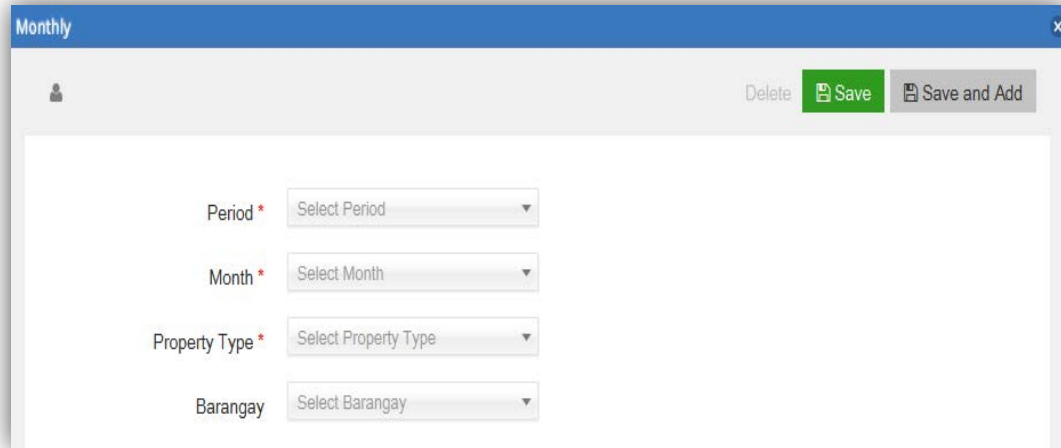 Monthly
Delete Save Save and Add
Period * Select Period
Month * Select Month
Property Type * Select Property Type
Barangay Select Barangay